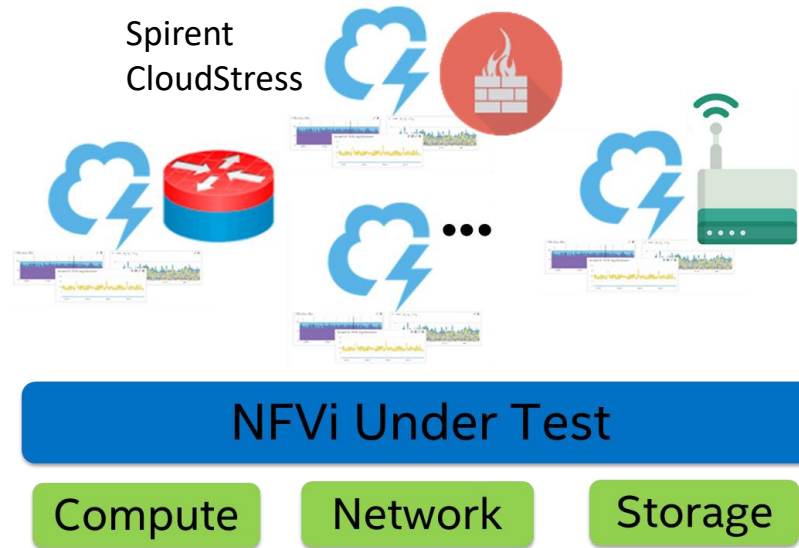 Spirent
CloudStress
NFVi Under Test
Compute
Network
Storage